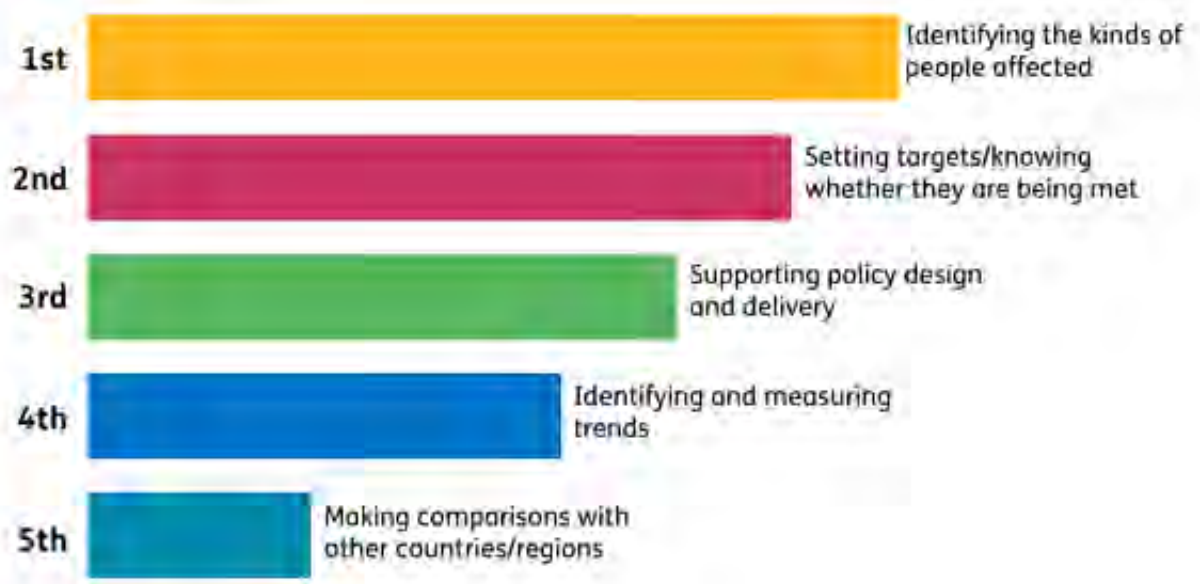 1st
Identifying the kinds of
people affected
2nd
Setting targets/knowing
whether they are being met
3rd
Supporting policy design
and delivery
4th
Identifying and measuring
trends
5th
Making comparisons with
other countries/regions